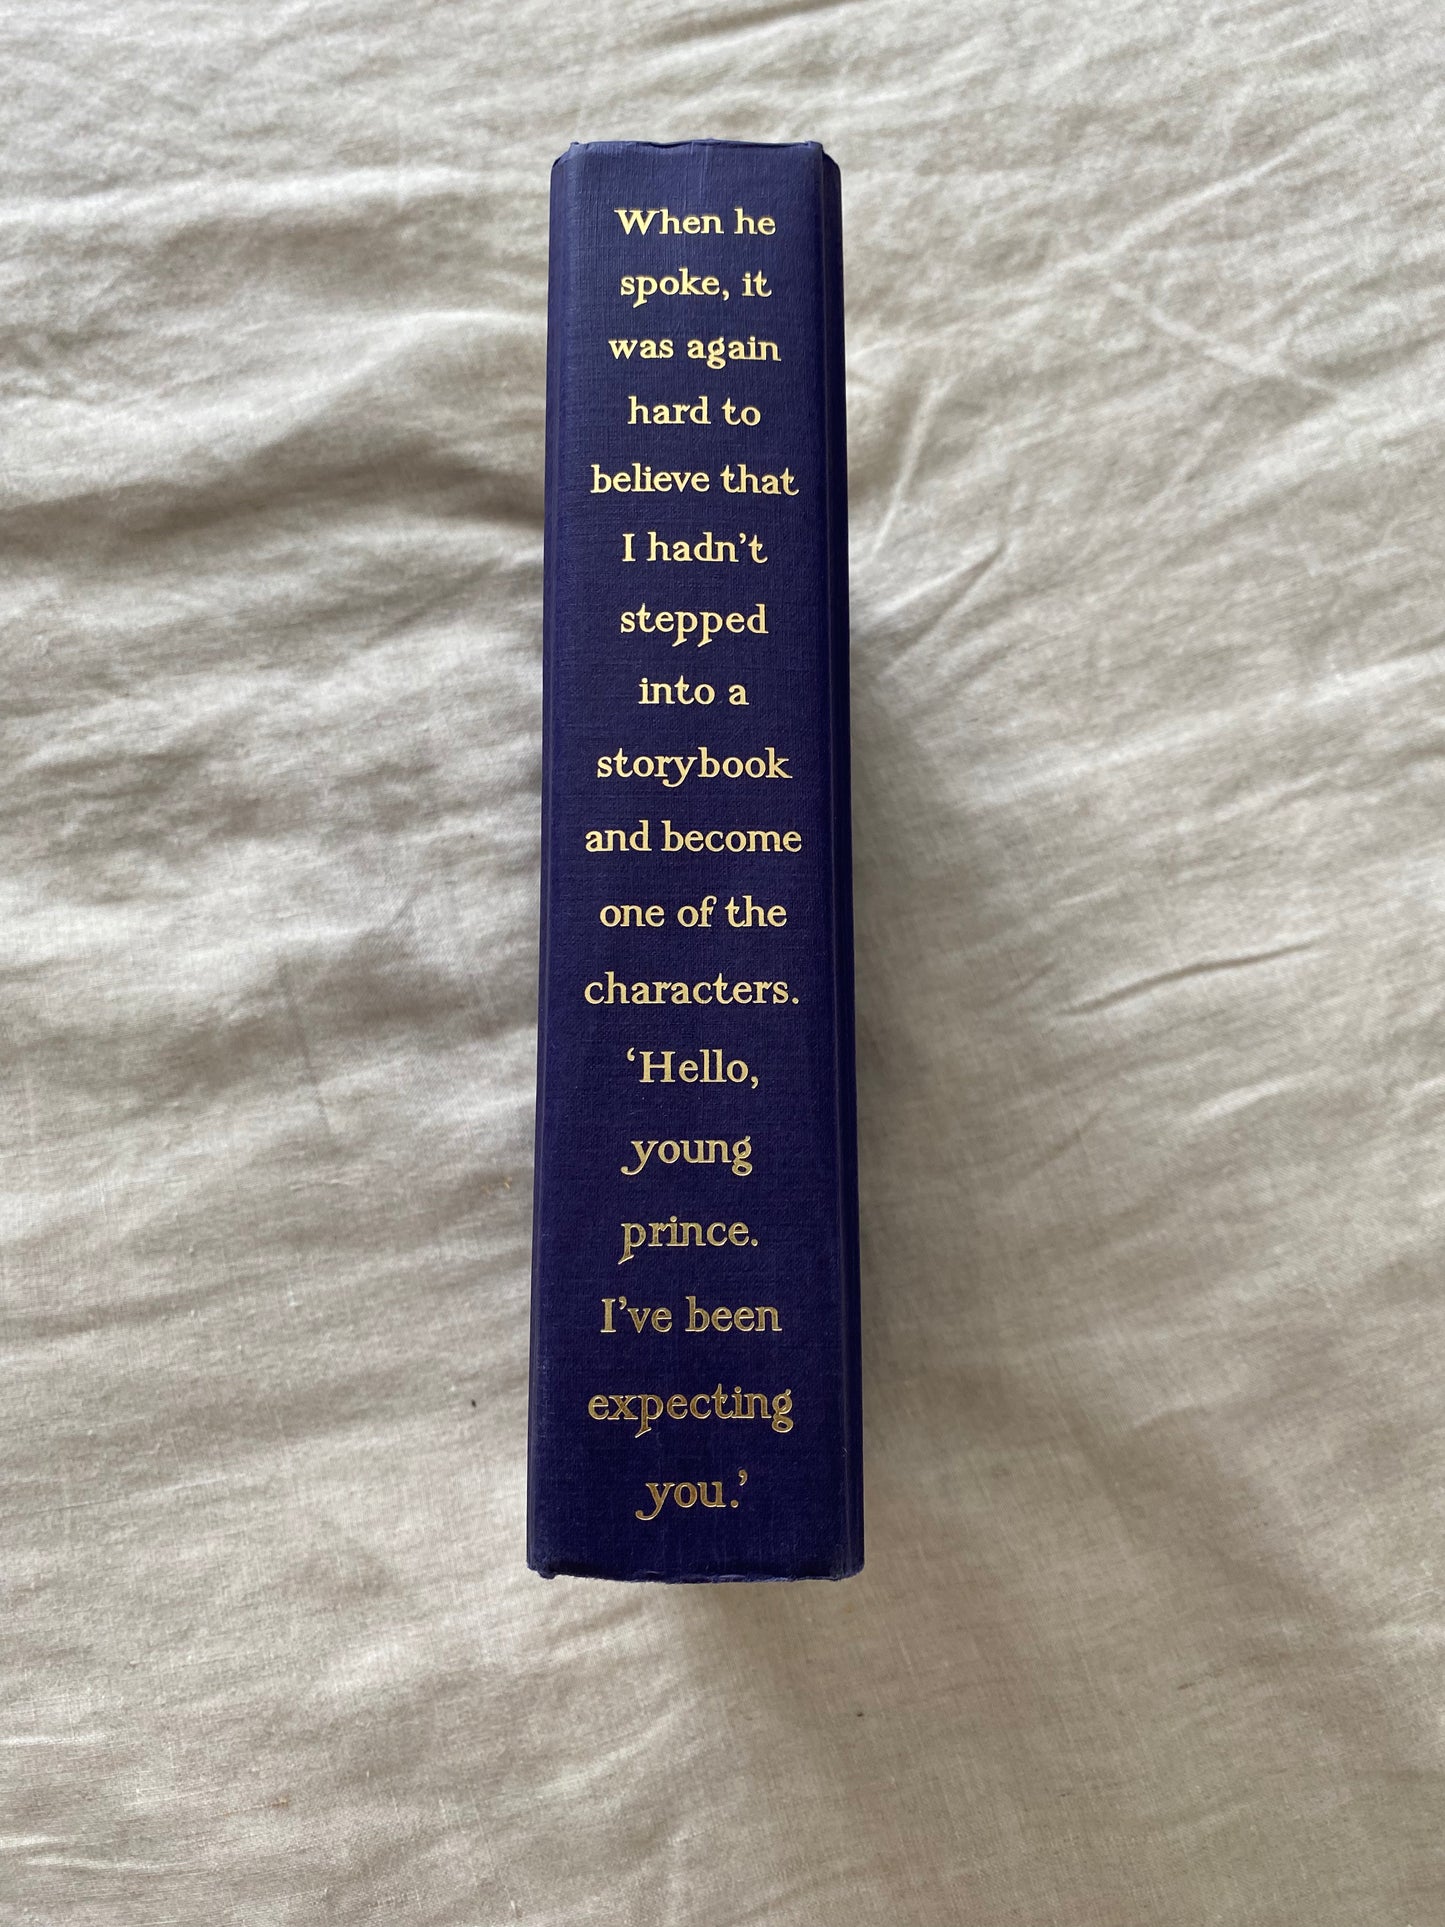 When he
spoke, it
was again
hard to
believe that
I hadn’t
stepped
into a
storybook
and become
one of the
characters.
‘Hello,
young
prince.
I’ve been
expecting
you.’